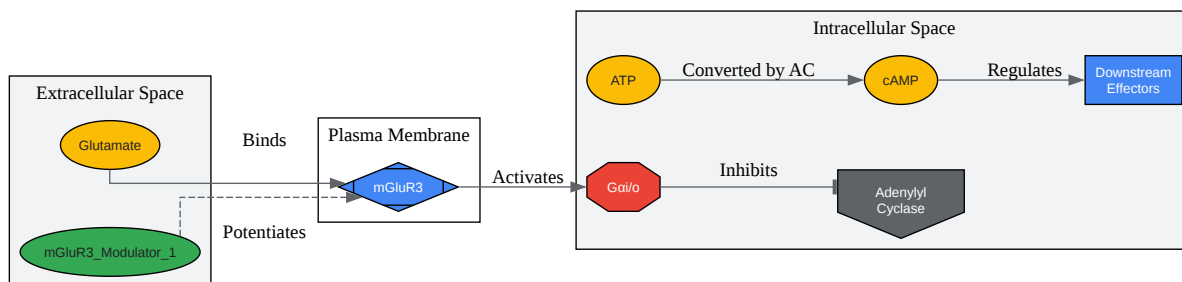 Extracellular Space
Glutamate
mGluR3_Modulator_1
Binds
Potentiates
Plasma Membrane
mGluR3
Activates
Intracellular Space
ATP
Converted by AC
cAMP
Regulates
Downstream
Effectors
Gαi/o
Inhibits
Adenylyl
Cyclase